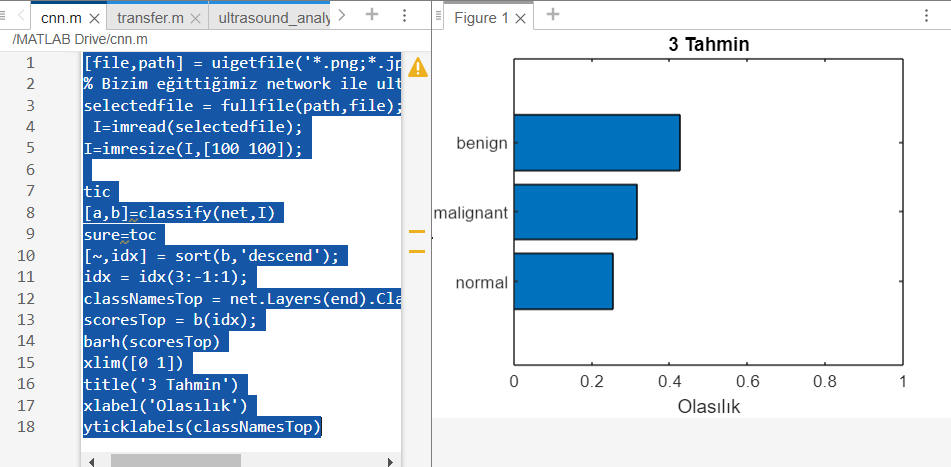 cnn.m
transfer.m
ultrasound_analy
/MATLAB Drive/cnn.m
1 [file,path] = uigetfile('*.png;*.jp
2 % Bizim eğittiğimiz network ile ult
3 selectedfile = fullfile(path,file);
4 I=imread(selectedfile);
5 I=imresize(I,[100 100]);
6
7 tic
8 [a,b]=classify(net,I)
9 sure=toc
10 [~,idx] = sort(b,'descend');
11 idx = idx(3:-1:1);
12 classNamesTop = net.Layers(end).Cla
13 scoresTop = b(idx);
14 barh(scoresTop)
15 xlim([0 1])
16 title('3 Tahmin')
17 xlabel('Olasılık')
18 yticklabels(classNamesTop)
Figure 1
3 Tahmin
benign
malignant
normal
0 0.2 0.4 0.6 0.8 1
Olasılık